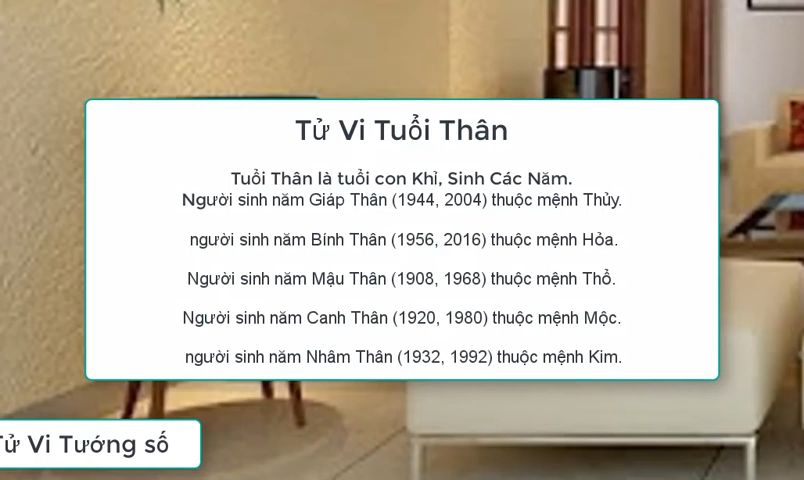 Tử Vi Tuổi Thân
Tuổi Thân là tuổi con Khỉ, Sinh Các Năm.
Người sinh năm Giáp Thân (1944, 2004) thuộc mệnh Thủy.
người sinh năm Bính Thân (1956, 2016) thuộc mệnh Hỏa.
Người sinh năm Mậu Thân (1908, 1968) thuộc mệnh Thổ.
Người sinh năm Canh Thân (1920, 1980) thuộc mệnh Mộc.
người sinh năm Nhâm Thân (1932, 1992) thuộc mệnh Kim.
Tử Vi Tướng số